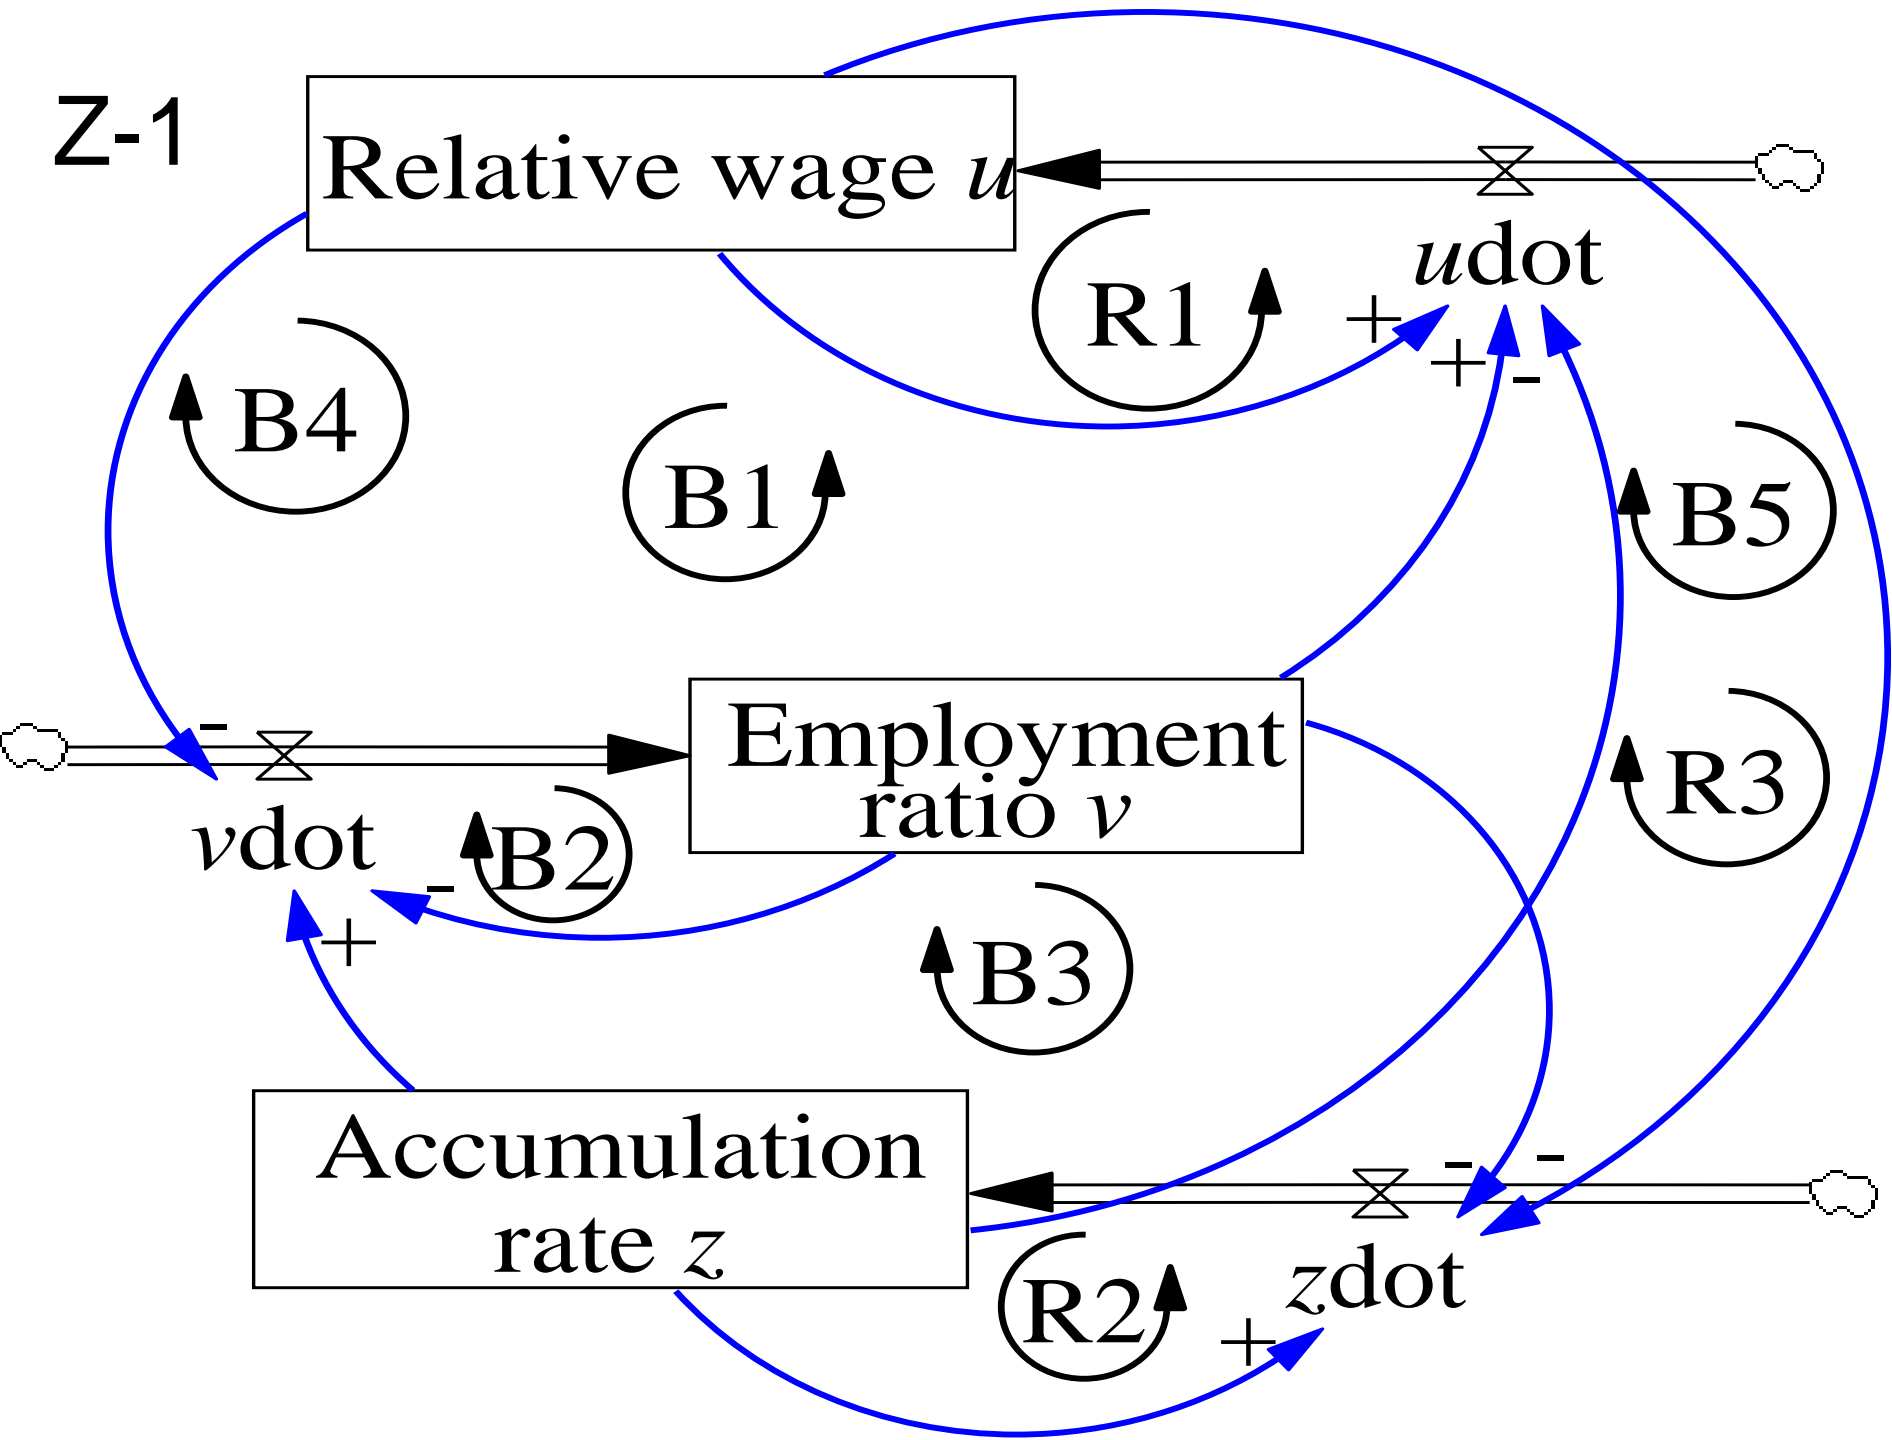 Z-1
Relative wage u
udot
+
+
-
R1
B4
B1
B5
-
Employment
ratio v
R3
vdot
B2
-
+
B3
Accumulation
rate z
-
-
R2
zdot
+